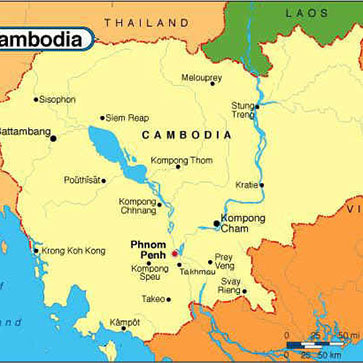 THAILAND
LAOS
ambodia
Melouprey
Sisophon
Stung
Treng
Siem Reap
attambang
CAMBODIA
Kompong Thom
Poŭthĭsăt
Kratie
Kompong
Chhnang
Kompong
Cham
Phnom
Penh
Krong Koh Kong
Kompong
Speu
Takhmau
Prey
Veng
Svay
Rieng
Takeo
Kâmpôt
VI
0 25 50 mi
0 25 50 km